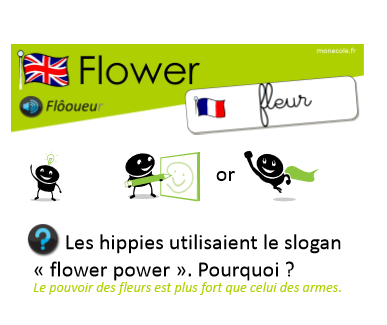 monecole.fr
Flower
Flôoueur
fleur
or
Les hippies utilisaient le slogan
« flower power ». Pourquoi ?
Le pouvoir des fleurs est plus fort que celui des armes.